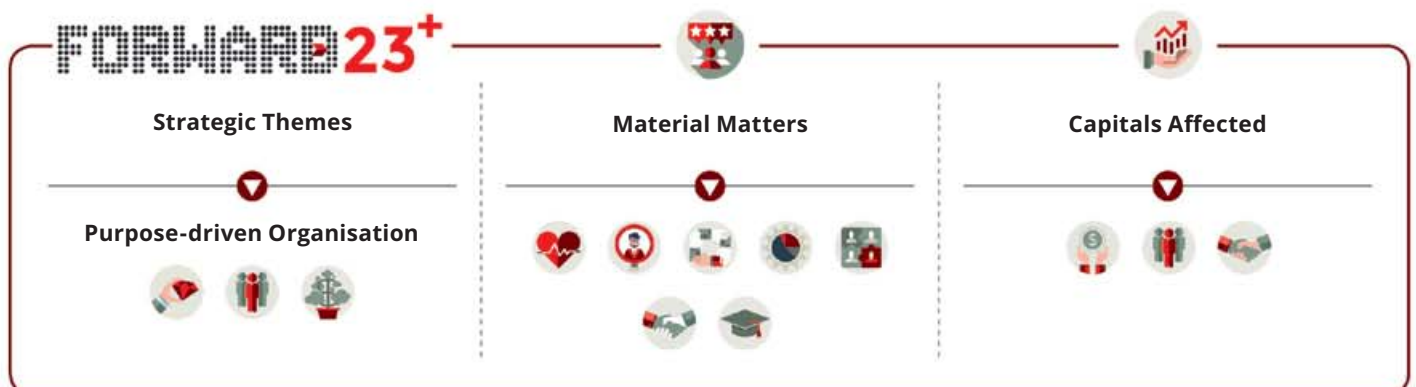 FORWARD23+
Strategic Themes
Purpose-driven Organisation
Material Matters
Capitals Affected